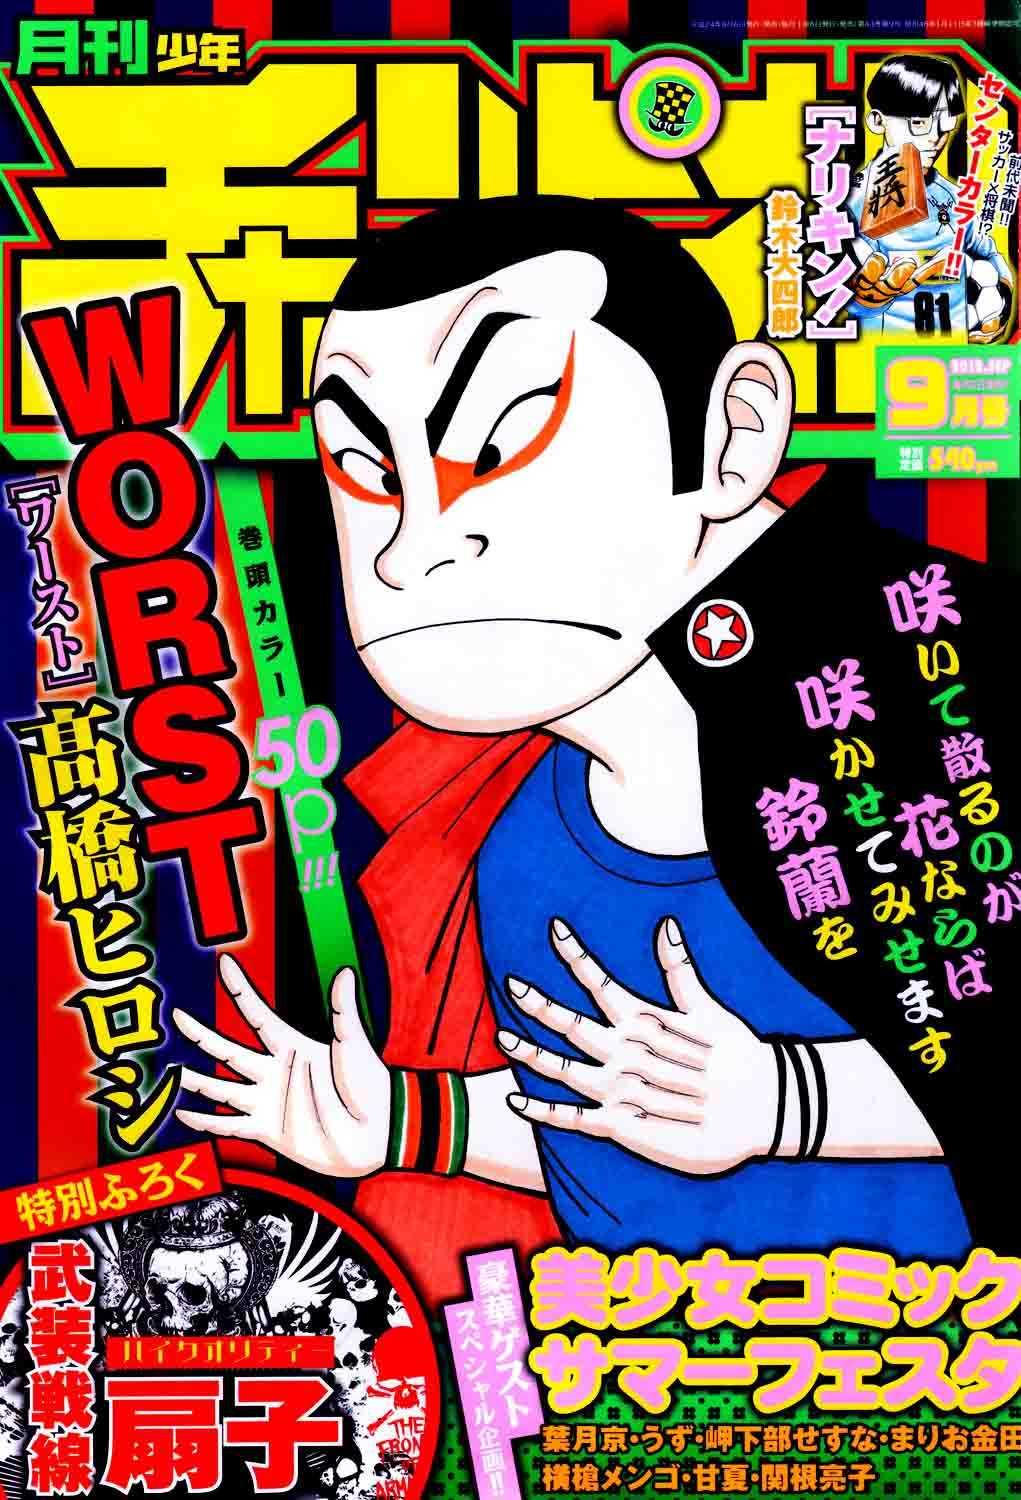 月刊少年
チャンピオン
前代未聞!!
サッカー×将棋!?
センターカラー!!
[ナリキン!]
鈴木大四郎
王将
81
2012.SEP
9月号
特別定価 540yen
WORST
[ワースト]
髙橋ヒロシ
巻頭カラー50p!!!
咲いて散るのが
花ならば
咲かせてみせます
鈴蘭を
特別ふろく
武装戦線
ハイクオリティー
扇子
THE
FRON
ARM
豪華ゲスト
スペシャル企画!!
美少女コミック
サマーフェスタ
葉月京・うず・岬下部せすな・まりお金田
横槍メンゴ・甘夏・関根亮子